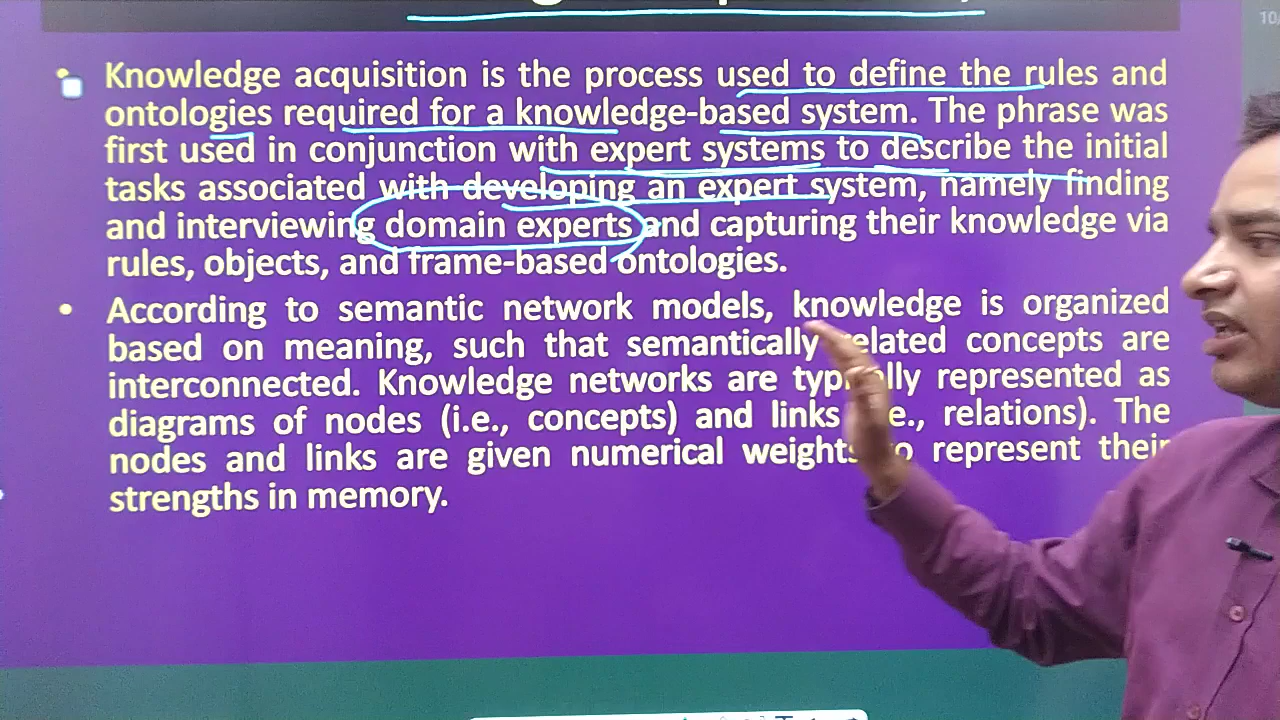 • Knowledge acquisition is the process used to define the rules and
ontologies required for a knowledge-based system. The phrase was
first used in conjunction with expert systems to describe the initial
tasks associated with developing an expert system, namely finding
and interviewing domain experts and capturing their knowledge via
rules, objects, and frame-based ontologies.
• According to semantic network models, knowledge is organized
based on meaning, such that semantically related concepts are
interconnected. Knowledge networks are typically represented as
diagrams of nodes (i.e., concepts) and links (i.e., relations). The
nodes and links are given numerical weights to represent their
strengths in memory.